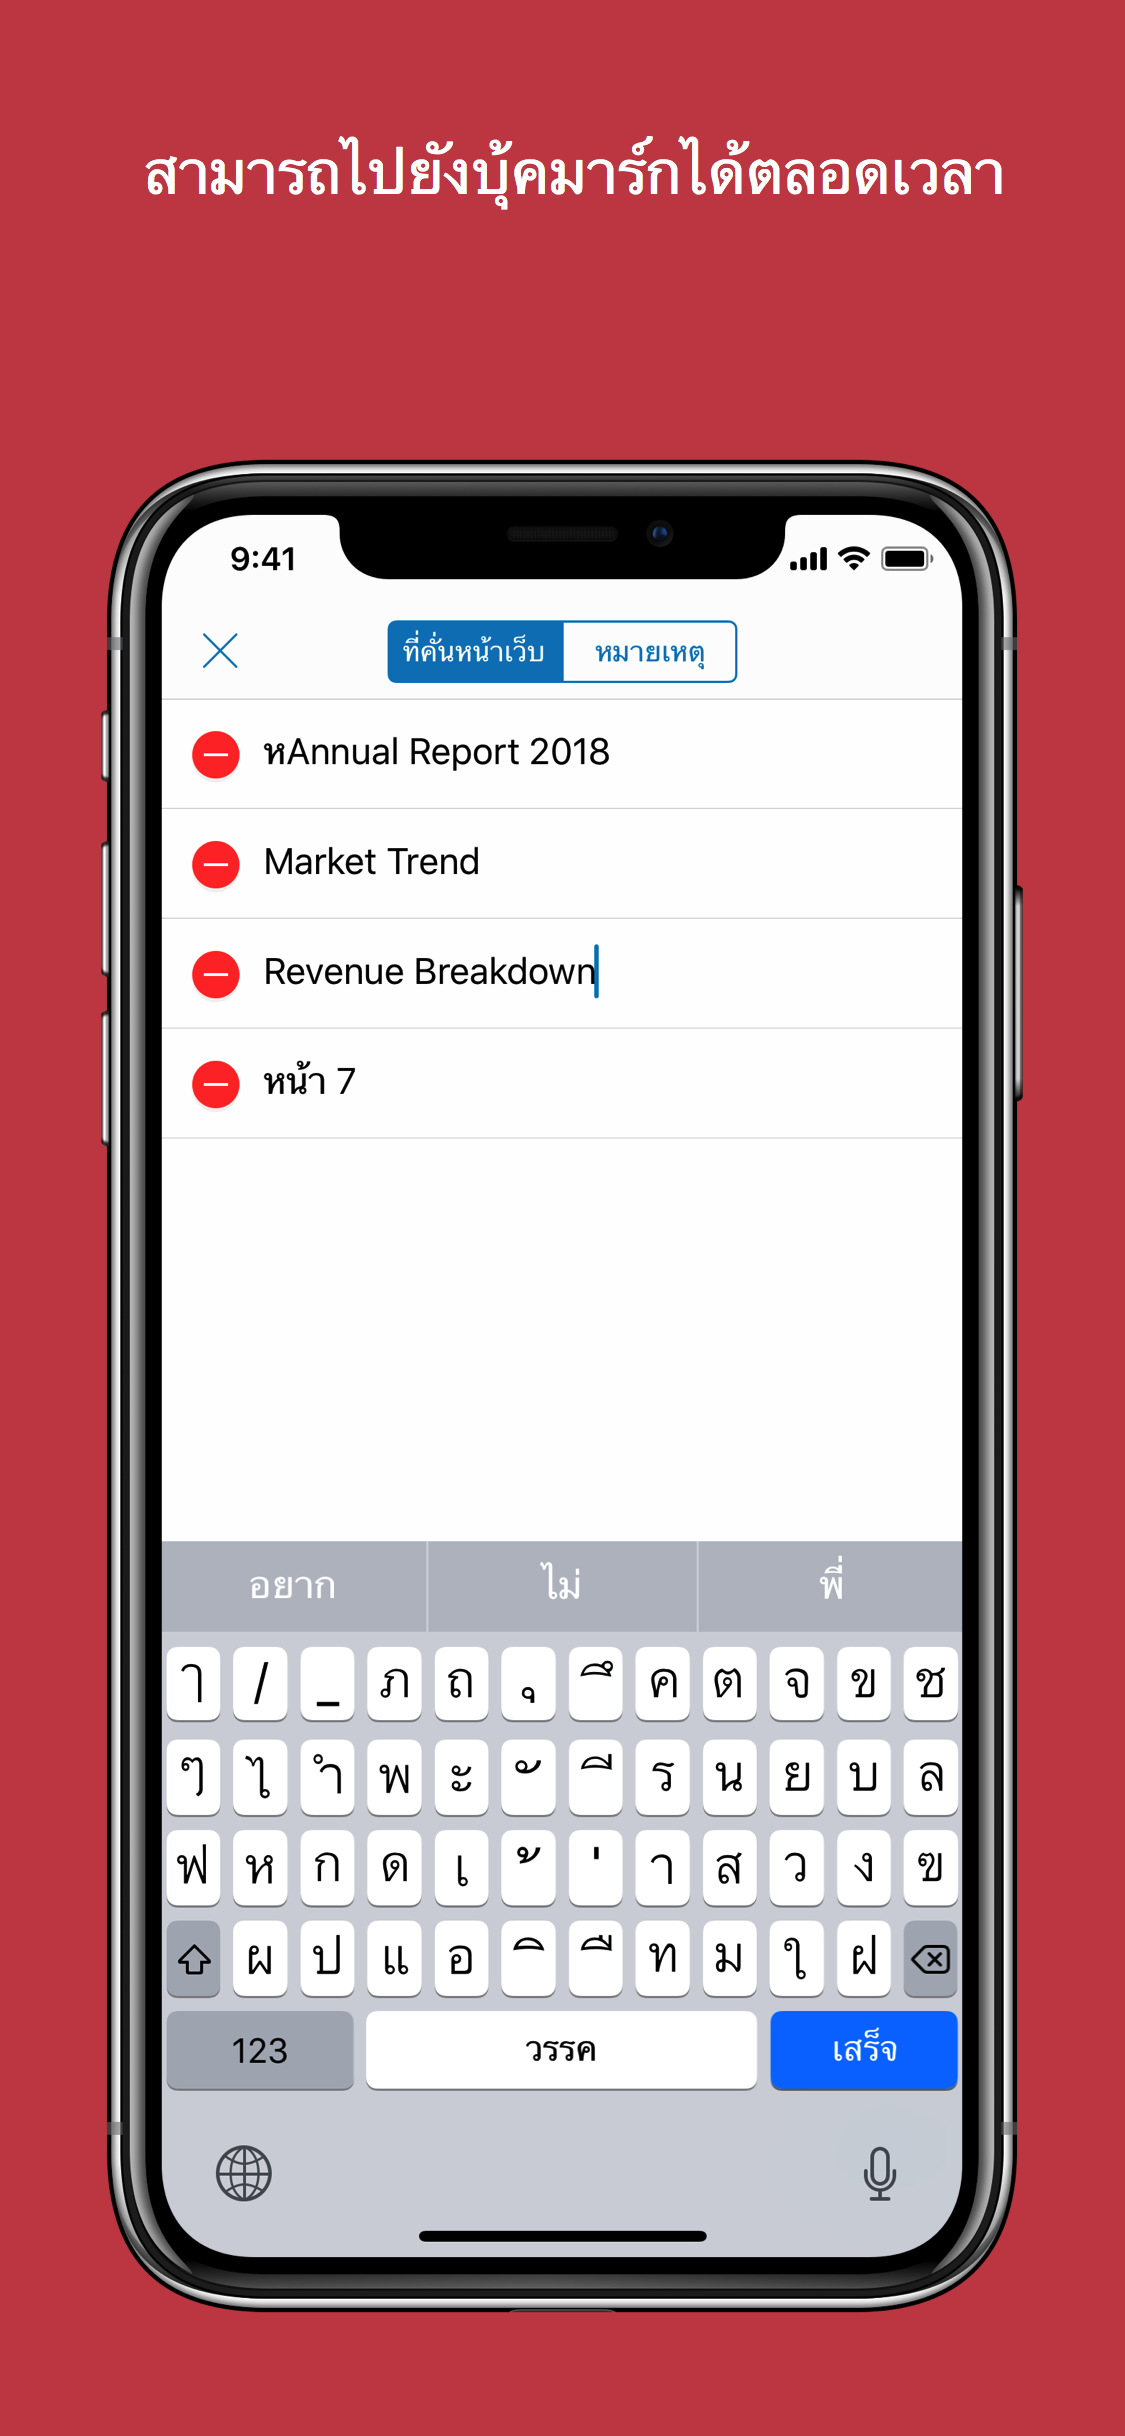 สามารถไปยังบุ้คมาร์กได้ตลอดเวลา
9:41
ที่คั่นหน้าเว็บ หมายเหตุ
หAnnual Report 2018
Market Trend
Revenue Breakdown
หน้า 7
อยาก ไม่ พี่
ๅ / _ ภ ถ ุ ึ ค ต จ ข ช
ๆ ไ ำ พ ะ ั ี ร น ย บ ล
ฟ ห ก ด เ ้ ่ า ส ว ง ฃ
ผ ป แ อ ิ ื ท ม ใ ฝ
123 วรรค เสร็จ